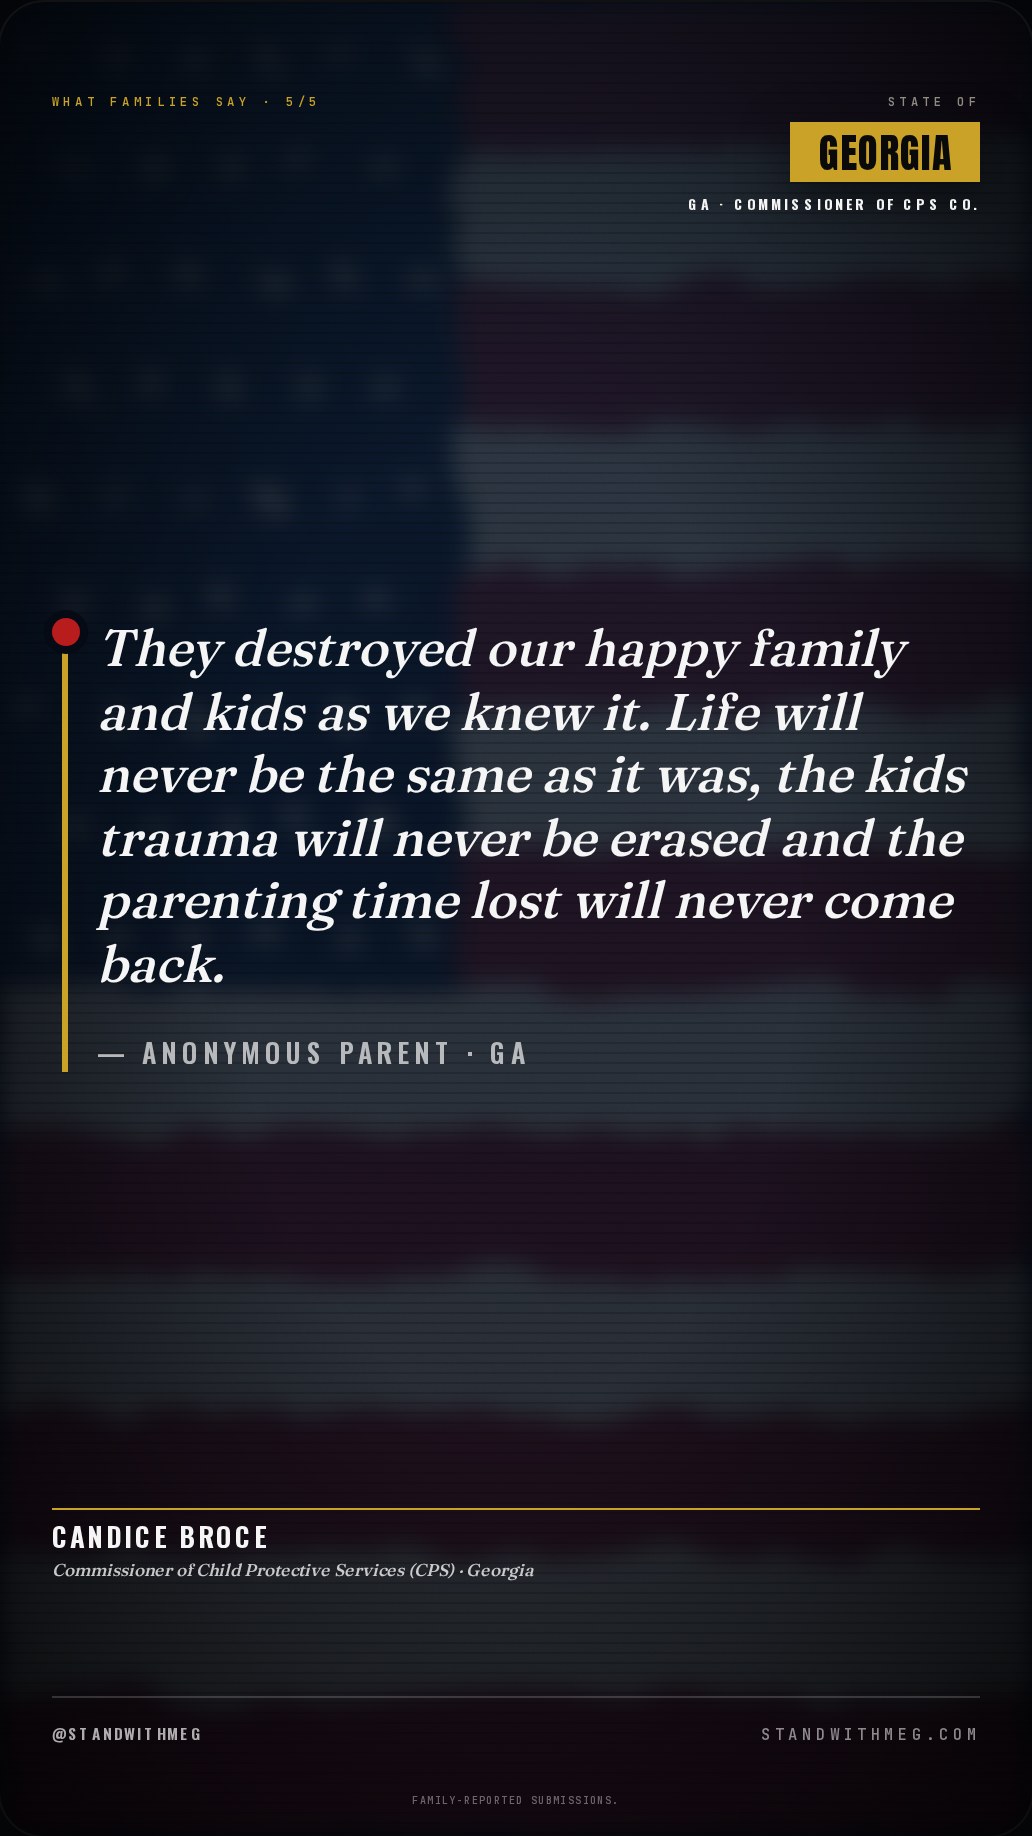 WHAT FAMILIES SAY · 5/5
STATE OF
GEORGIA
GA · COMMISSIONER OF CPS CO.
They destroyed our happy family
and kids as we knew it. Life will
never be the same as it was, the kids
trauma will never be erased and the
parenting time lost will never come
back.
— ANONYMOUS PARENT · GA
CANDICE BROCE
Commissioner of Child Protective Services (CPS) · Georgia
@STANDWITHMEG
STANDWITHMEG.COM
FAMILY-REPORTED SUBMISSIONS.